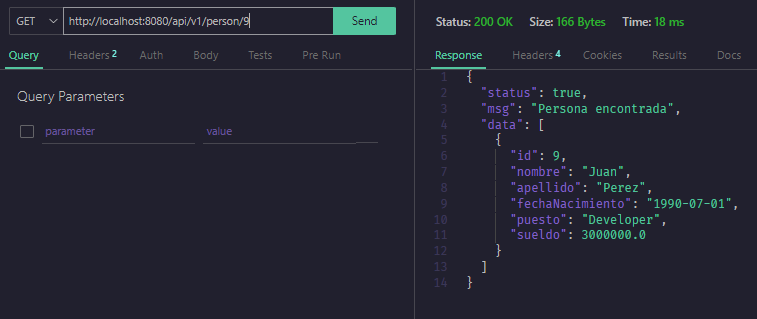 GET http://localhost:8080/api/v1/person/9 Send
Query Headers 2 Auth Body Tests Pre Run
Query Parameters
parameter value
Status: 200 OK Size: 166 Bytes Time: 18 ms
Response Headers 4 Cookies Results Docs
1 {
2 "status": true,
3 "msg": "Persona encontrada",
4 "data": [
5 {
6 "id": 9,
7 "nombre": "Juan",
8 "apellido": "Perez",
9 "fechaNacimiento": "1990-07-01",
10 "puesto": "Developer",
11 "sueldo": 3000000.0
12 }
13 ]
14 }